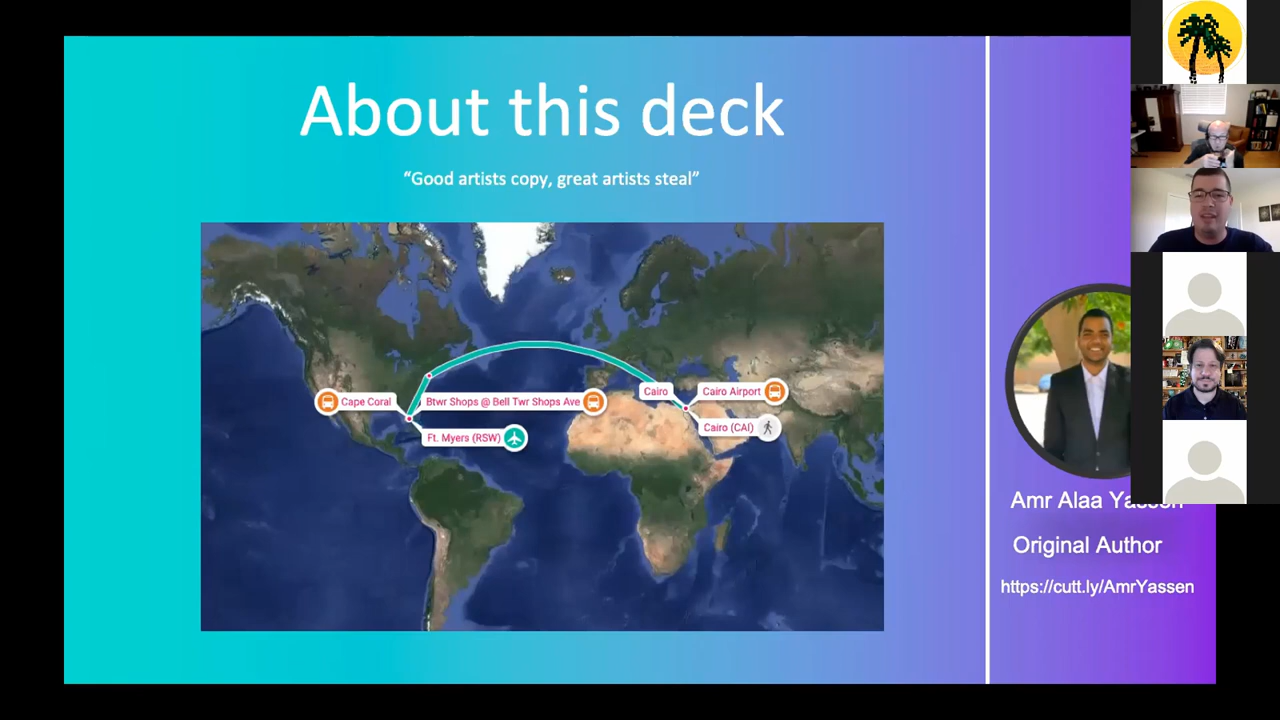 About this deck
“Good artists copy, great artists steal”
Cape Coral
Btwr Shops @ Bell Twr Shops Ave
Ft. Myers (RSW)
Cairo
Cairo Airport
Cairo (CAI)
Amr Alaa Yassen
Original Author
https://cutt.ly/AmrYassen